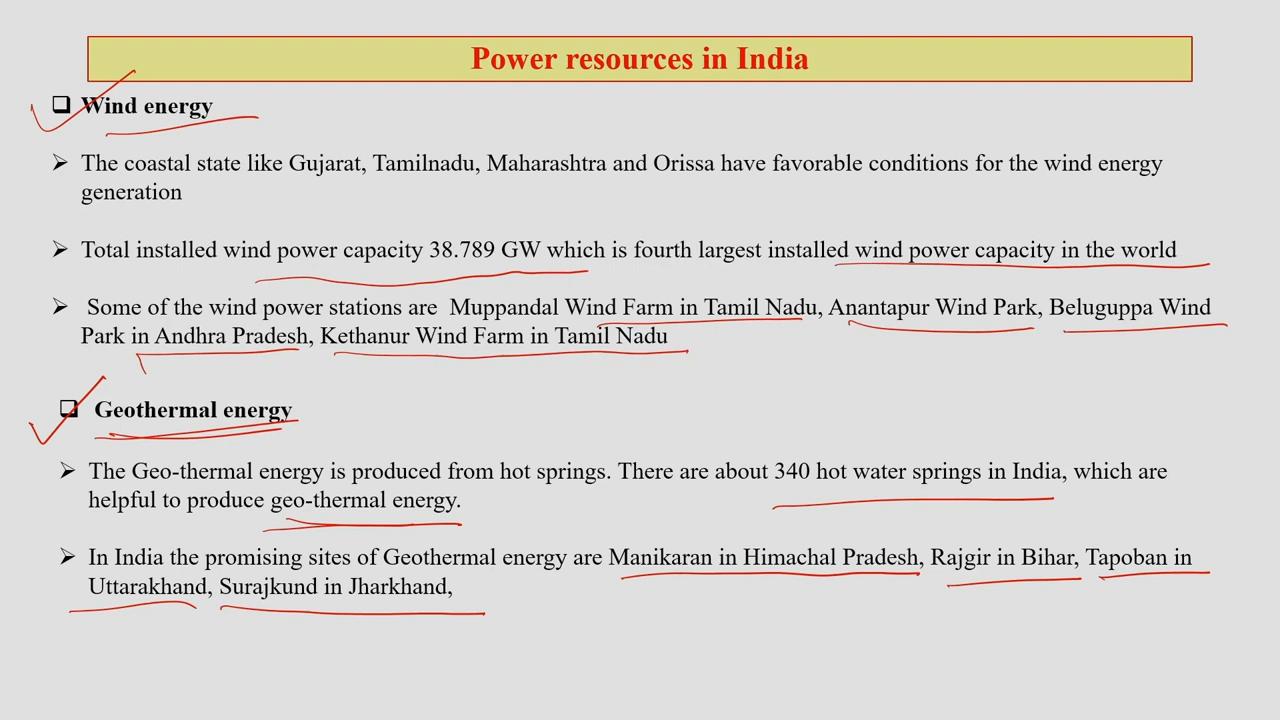 Power resources in India
❑ Wind energy
➢ The coastal state like Gujarat, Tamilnadu, Maharashtra and Orissa have favorable conditions for the wind energy
generation
➢ Total installed wind power capacity 38.789 GW which is fourth largest installed wind power capacity in the world
➢ Some of the wind power stations are Muppandal Wind Farm in Tamil Nadu, Anantapur Wind Park, Beluguppa Wind
Park in Andhra Pradesh, Kethanur Wind Farm in Tamil Nadu
❑ Geothermal energy
➢ The Geo-thermal energy is produced from hot springs. There are about 340 hot water springs in India, which are
helpful to produce geo-thermal energy.
➢ In India the promising sites of Geothermal energy are Manikaran in Himachal Pradesh, Rajgir in Bihar, Tapoban in
Uttarakhand, Surajkund in Jharkhand,